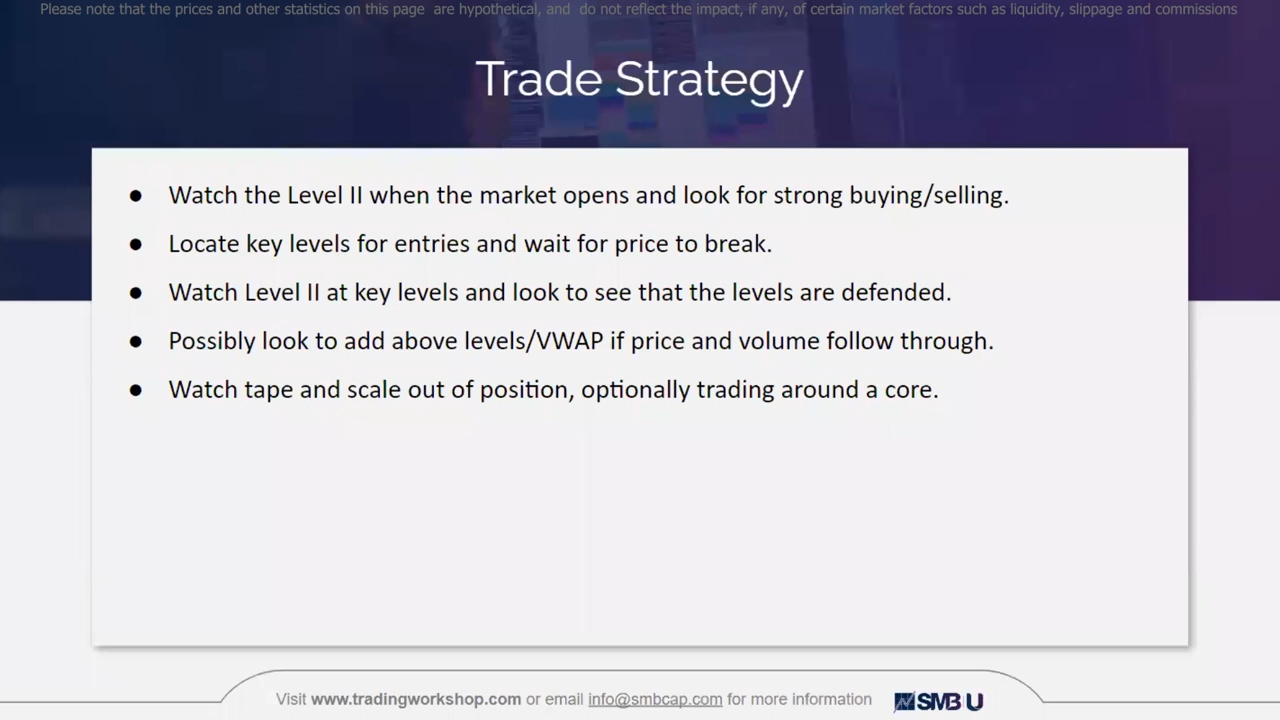 Please note that the prices and other statistics on this page are hypothetical, and do not reflect the impact, if any, of certain market factors such as liquidity, slippage and commissions
Trade Strategy
● Watch the Level II when the market opens and look for strong buying/selling.
● Locate key levels for entries and wait for price to break.
● Watch Level II at key levels and look to see that the levels are defended.
● Possibly look to add above levels/VWAP if price and volume follow through.
● Watch tape and scale out of position, optionally trading around a core.
Visit www.tradingworkshop.com or email info@smbcap.com for more information SMB U